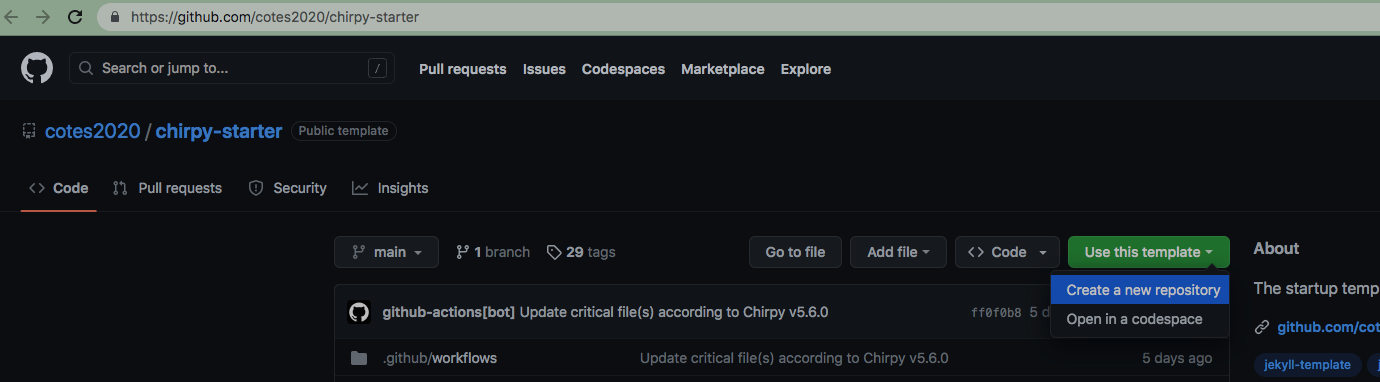 https://github.com/cotes2020/chirpy-starter
Search or jump to... / Pull requests Issues Codespaces Marketplace Explore
cotes2020 / chirpy-starter Public template
<> Code Pull requests Security Insights
main 1 branch 29 tags Go to file Add file <> Code Use this template About
Create a new repository
The startup temp
github-actions[bot] Update critical file(s) according to Chirpy v5.6.0 ff0f0b8 5 d
Open in a codespace
github.com/cot
.github/workflows Update critical file(s) according to Chirpy v5.6.0 5 days ago
jekyll-template